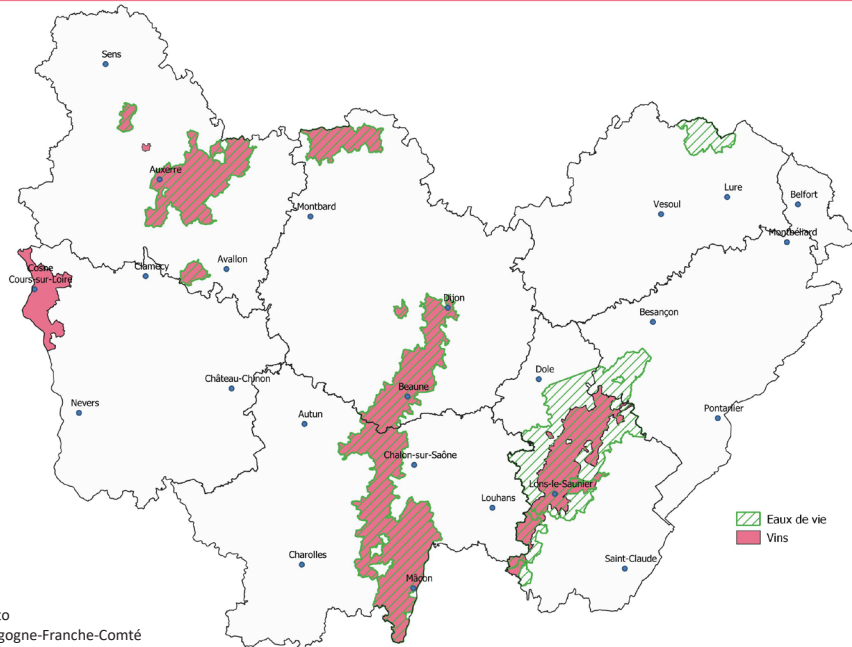 Sens
Auxerre
Montbard
Vesoul
Lure
Belfort
Montbéliard
Cosne
Cours-sur-Loire
Clamecy
Avallon
Dijon
Besançon
Château-Chinon
Nevers
Autun
Beaune
Dole
Pontarlier
Chalon-sur-Saône
Louhans
Lons-le-Saunier
Eaux de vie
Vins
Charolles
Mâcon
Saint-Claude
gogne-Franche-Comté